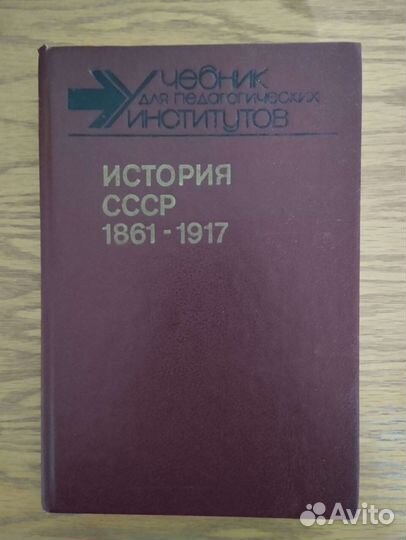 Учебник
для педагогических
институтов
ИСТОРИЯ
СССР
1861-1917
Avito